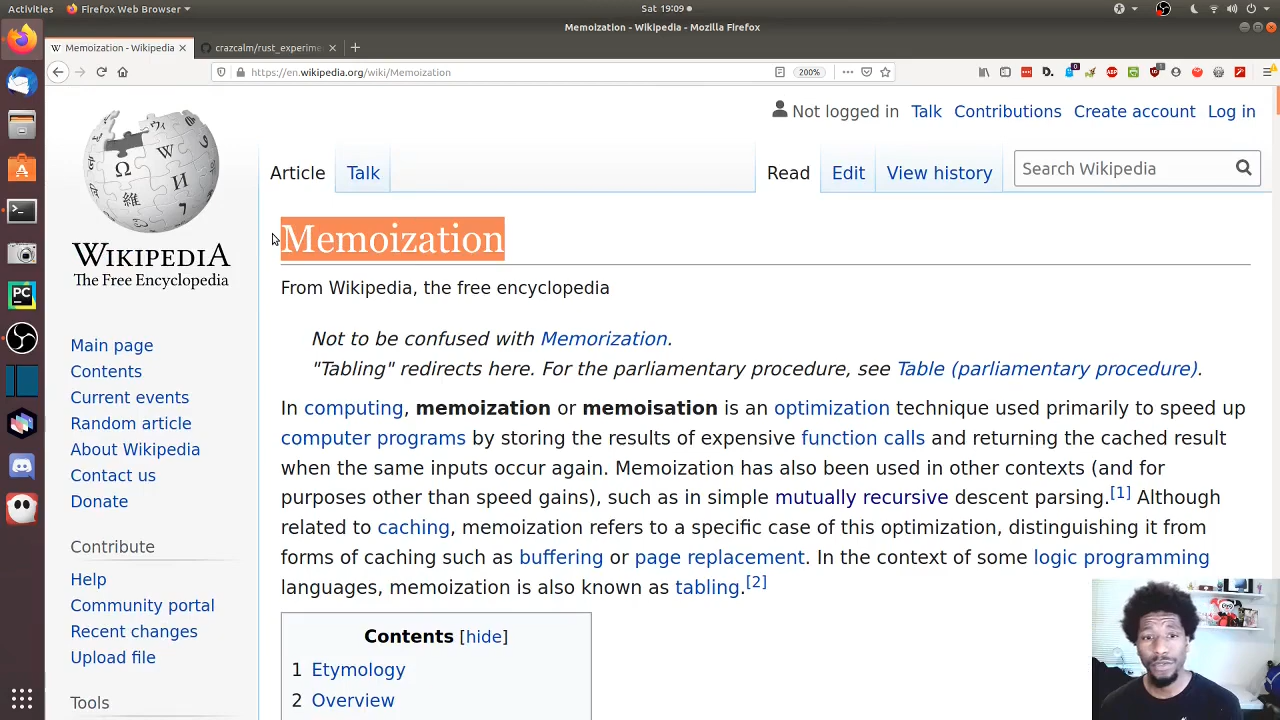 Activities
Firefox Web Browser
Sat 19:09
Memoization - Wikipedia - Mozilla Firefox
Memoization - Wikipedia
crazcalm/rust_experime
https://en.wikipedia.org/wiki/Memoization
200%
Not logged in Talk Contributions Create account Log in
Article Talk Read Edit View history Search Wikipedia
WIKIPEDIA
The Free Encyclopedia
Main page
Contents
Current events
Random article
About Wikipedia
Contact us
Donate
Contribute
Help
Community portal
Recent changes
Upload file
Tools
Memoization
From Wikipedia, the free encyclopedia
Not to be confused with Memorization.
"Tabling" redirects here. For the parliamentary procedure, see Table (parliamentary procedure).
In computing, memoization or memoisation is an optimization technique used primarily to speed up
computer programs by storing the results of expensive function calls and returning the cached result
when the same inputs occur again. Memoization has also been used in other contexts (and for
purposes other than speed gains), such as in simple mutually recursive descent parsing.[1] Although
related to caching, memoization refers to a specific case of this optimization, distinguishing it from
forms of caching such as buffering or page replacement. In the context of some logic programming
languages, memoization is also known as tabling.[2]
Contents [hide]
1 Etymology
2 Overview